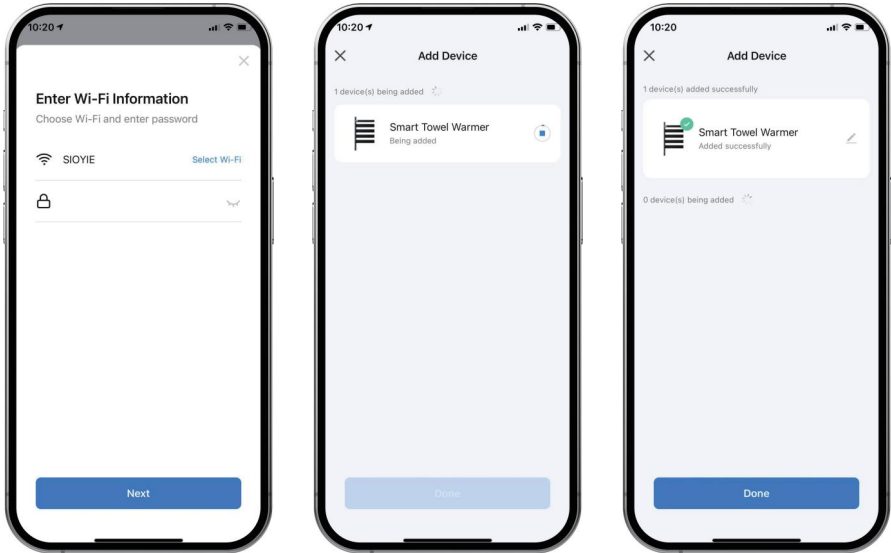 10:20
Enter Wi-Fi Information
Choose Wi-Fi and enter password
SIOYIE
Select Wi-Fi
Next
10:20
Add Device
1 device(s) being added
Smart Towel Warmer
Being added
Done
10:20
Add Device
1 device(s) added successfully
Smart Towel Warmer
Added successfully
0 device(s) being added
Done